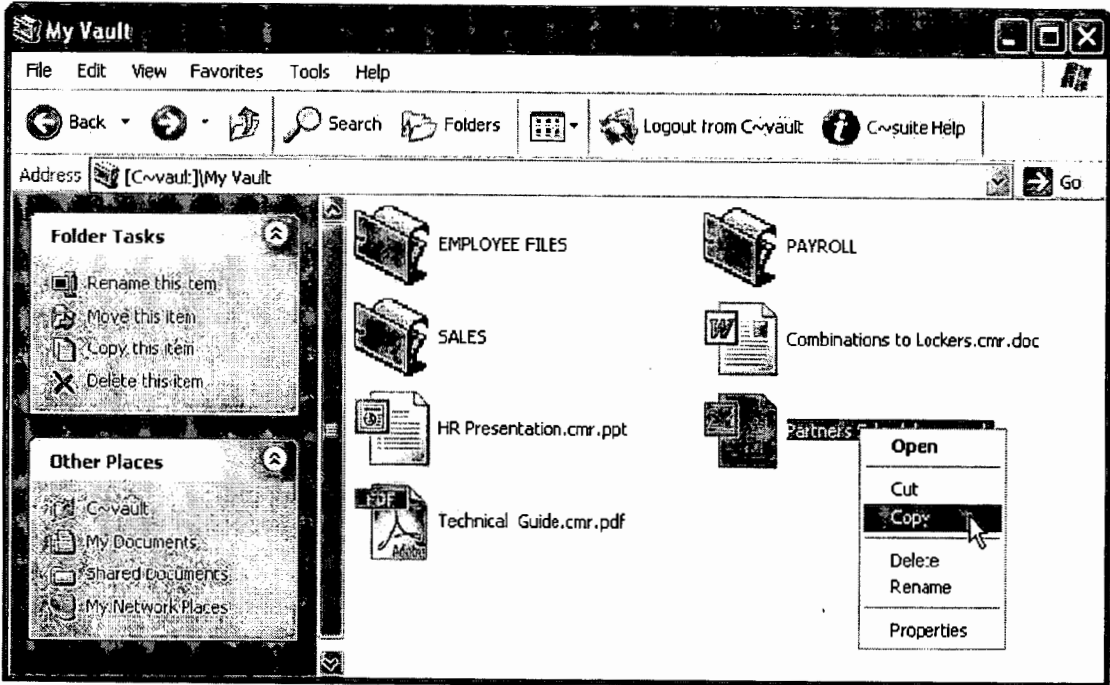 My Vault
File Edit View Favorites Tools Help
Back Search Folders Logout from C~vault C~suite Help
Address [C~vault]\My Vault Go
Folder Tasks
Rename this item
Move this item
Copy this item
Delete this item
Other Places
C~vault
My Documents
Shared Documents
My Network Places
EMPLOYEE FILES
PAYROLL
SALES
W
Combinations to Lockers.cmr.doc
HR Presentation.cmr.ppt
Partners
PDF
Adobe
Technical Guide.cmr.pdf
Open
Cut
Copy
Delete
Rename
Properties